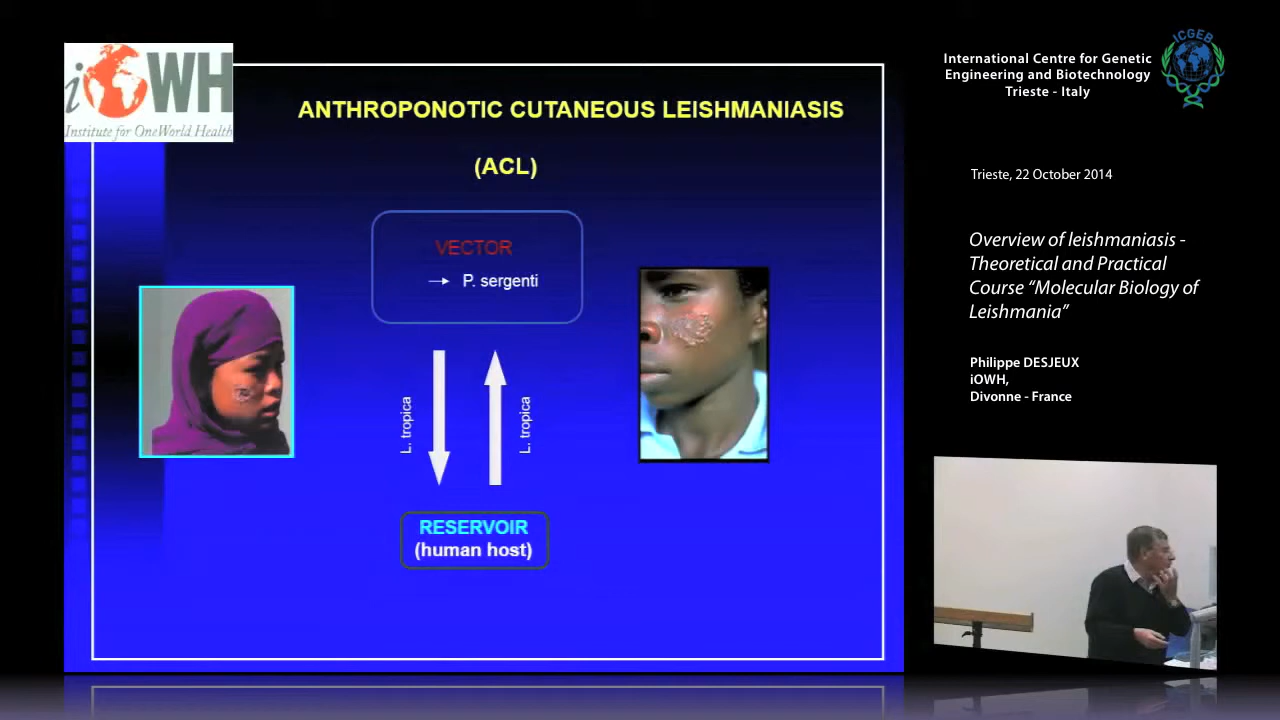 iOWH
Institute for OneWorld Health
ANTHROPONOTIC CUTANEOUS LEISHMANIASIS
(ACL)
VECTOR
→ P. sergenti
L. tropica
L. tropica
RESERVOIR
(human host)
International Centre for Genetic
Engineering and Biotechnology
Trieste - Italy
ICGEB
Trieste, 22 October 2014
Overview of leishmaniasis -
Theoretical and Practical
Course “Molecular Biology of
Leishmania”
Philippe DESJEUX
iOWH,
Divonne - France